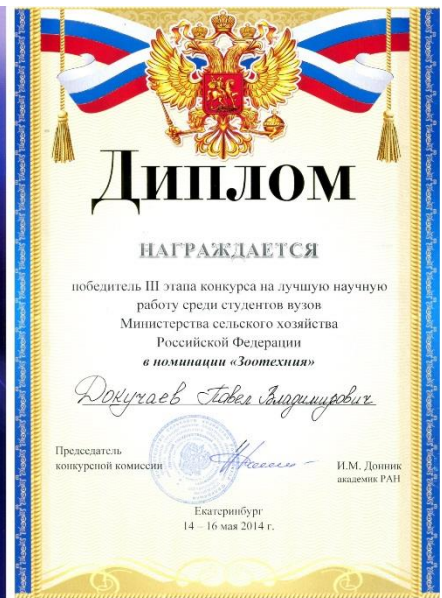 Диплом
НАГРАЖДАЕТСЯ
победитель III этапа конкурса на лучшую научную
работу среди студентов вузов
Министерства сельского хозяйства
Российской Федерации
в номинации «Зоотехния»
Докучаев Павел Владимирович
Председатель
конкурсной комиссии
И.М. Донник
академик РАН
Екатеринбург
14 – 16 мая 2014 г.